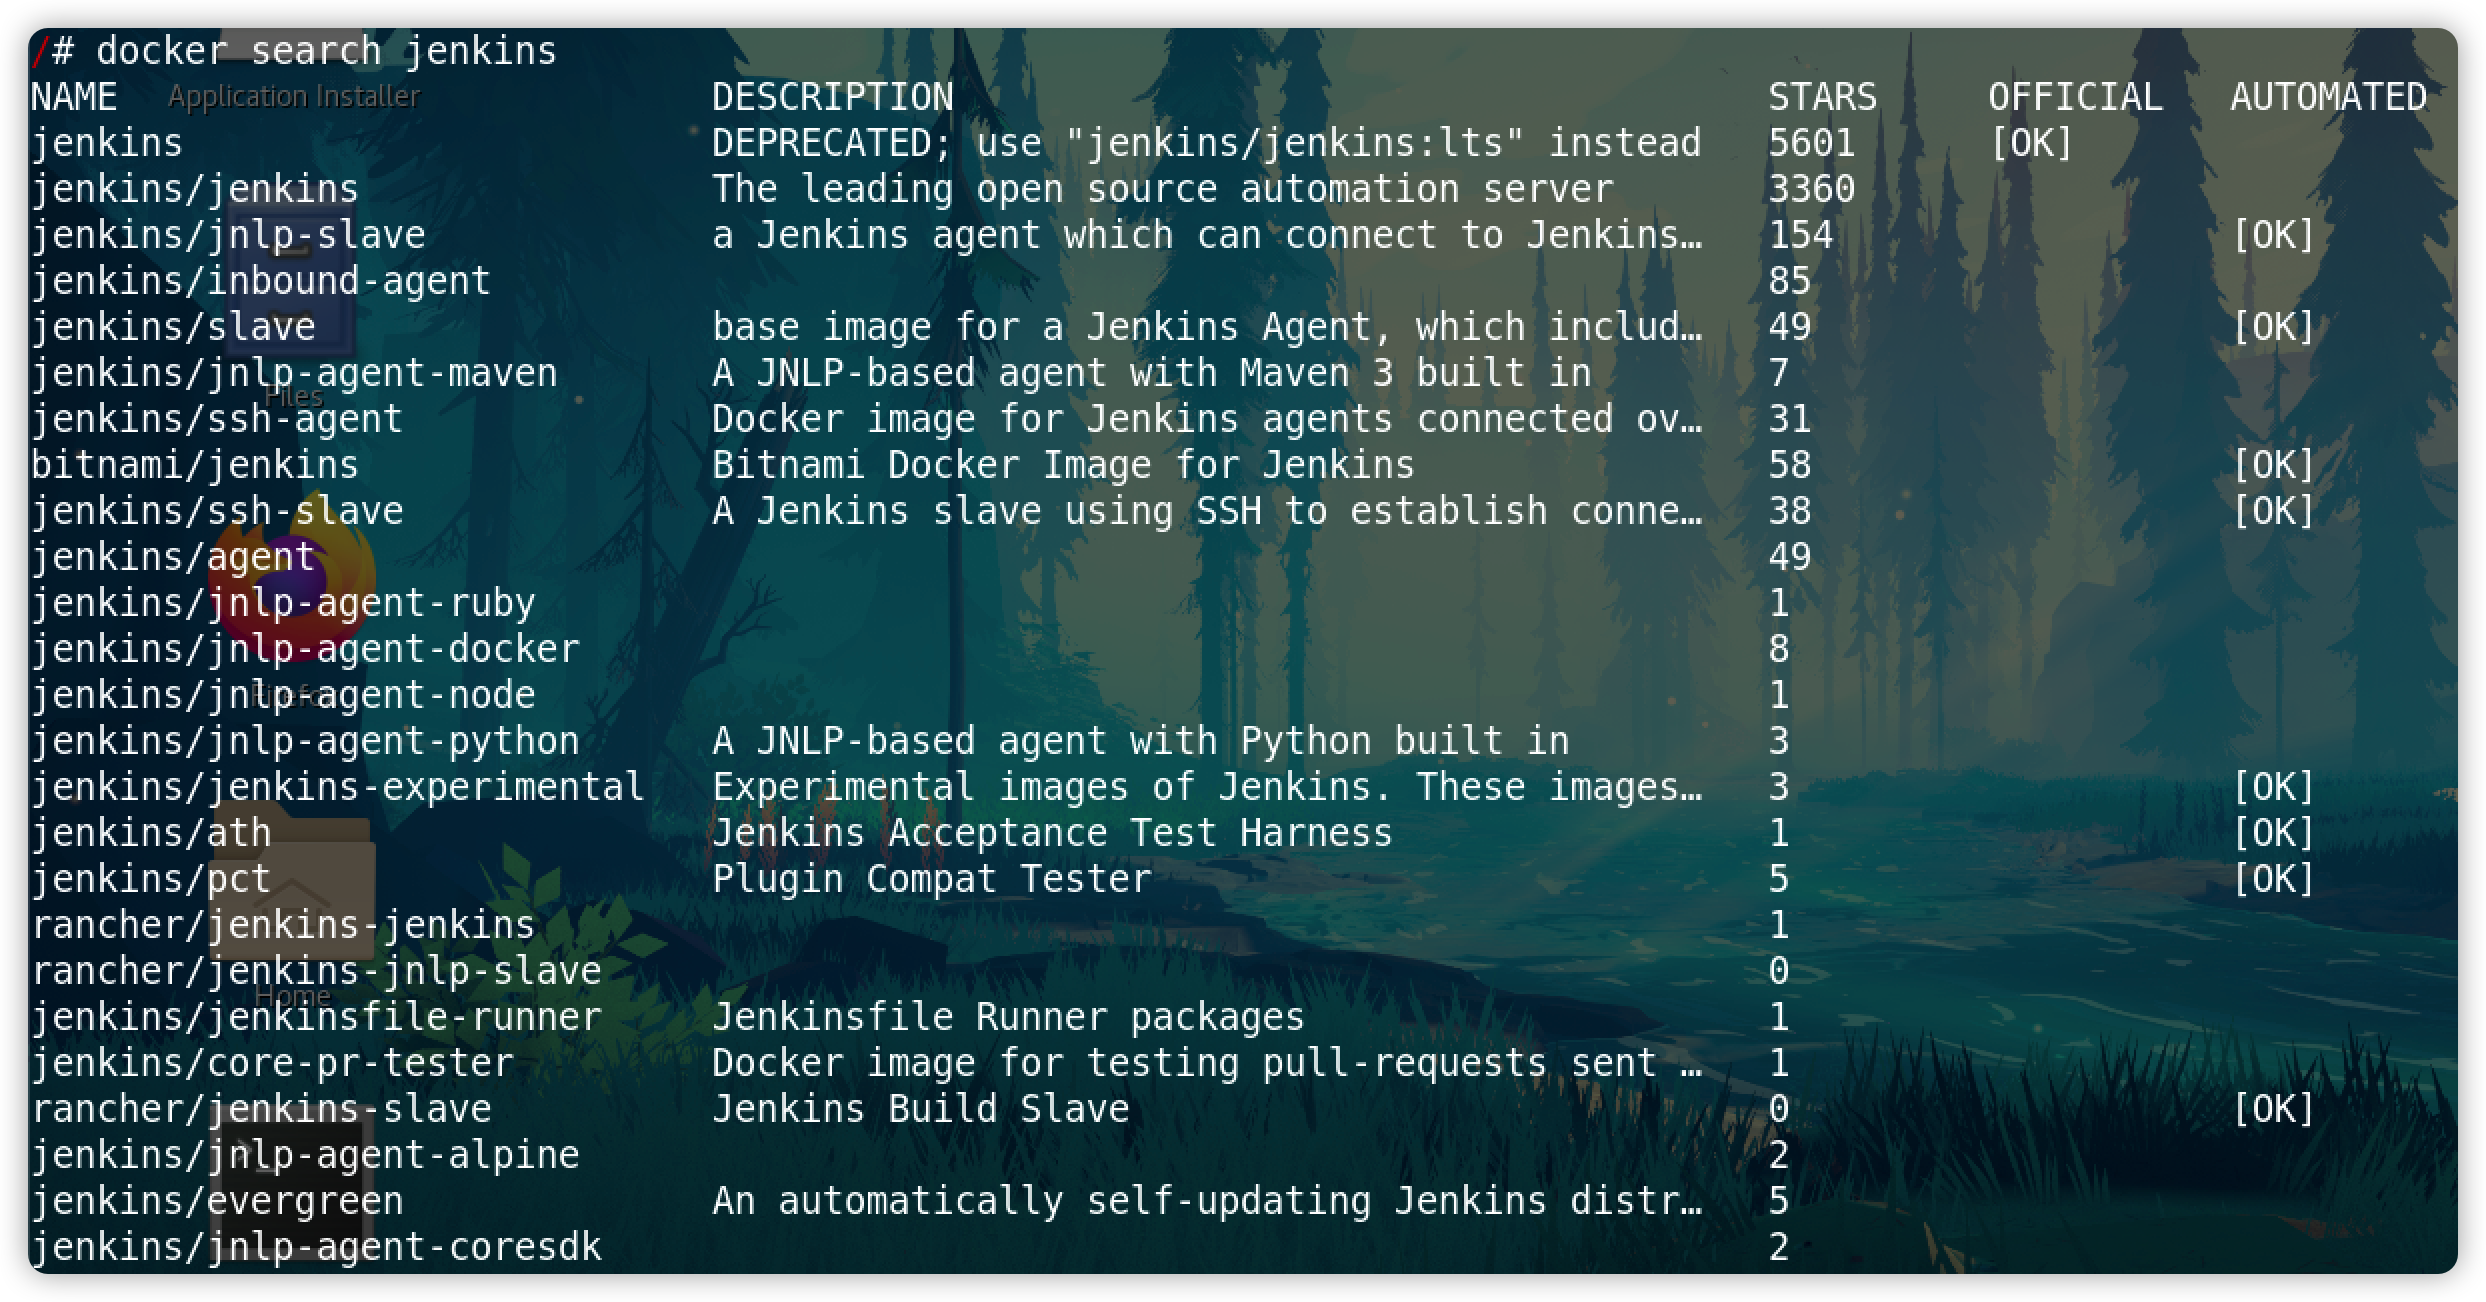 /# docker search jenkins
Application Installer
NAME DESCRIPTION STARS OFFICIAL AUTOMATED
jenkins DEPRECATED; use "jenkins/jenkins:lts" instead 5601 [OK]
jenkins/jenkins The leading open source automation server 3360
jenkins/jnlp-slave a Jenkins agent which can connect to Jenkins… 154 [OK]
jenkins/inbound-agent 85
jenkins/slave base image for a Jenkins Agent, which includ… 49 [OK]
jenkins/jnlp-agent-maven A JNLP-based agent with Maven 3 built in 7
Files
jenkins/ssh-agent Docker image for Jenkins agents connected ov… 31
bitnami/jenkins Bitnami Docker Image for Jenkins 58 [OK]
jenkins/ssh-slave A Jenkins slave using SSH to establish conne… 38 [OK]
jenkins/agent 49
jenkins/jnlp-agent-ruby 1
jenkins/jnlp-agent-docker 8
jenkins/jnlp-agent-node 1
Firefox
jenkins/jnlp-agent-python A JNLP-based agent with Python built in 3
jenkins/jenkins-experimental Experimental images of Jenkins. These images… 3 [OK]
jenkins/ath Jenkins Acceptance Test Harness 1 [OK]
jenkins/pct Plugin Compat Tester 5 [OK]
rancher/jenkins-jenkins 1
rancher/jenkins-jnlp-slave 0
Home
jenkins/jenkinsfile-runner Jenkinsfile Runner packages 1
jenkins/core-pr-tester Docker image for testing pull-requests sent … 1
rancher/jenkins-slave Jenkins Build Slave 0 [OK]
jenkins/jnlp-agent-alpine 2
jenkins/evergreen An automatically self-updating Jenkins distr… 5
jenkins/jnlp-agent-coresdk 2